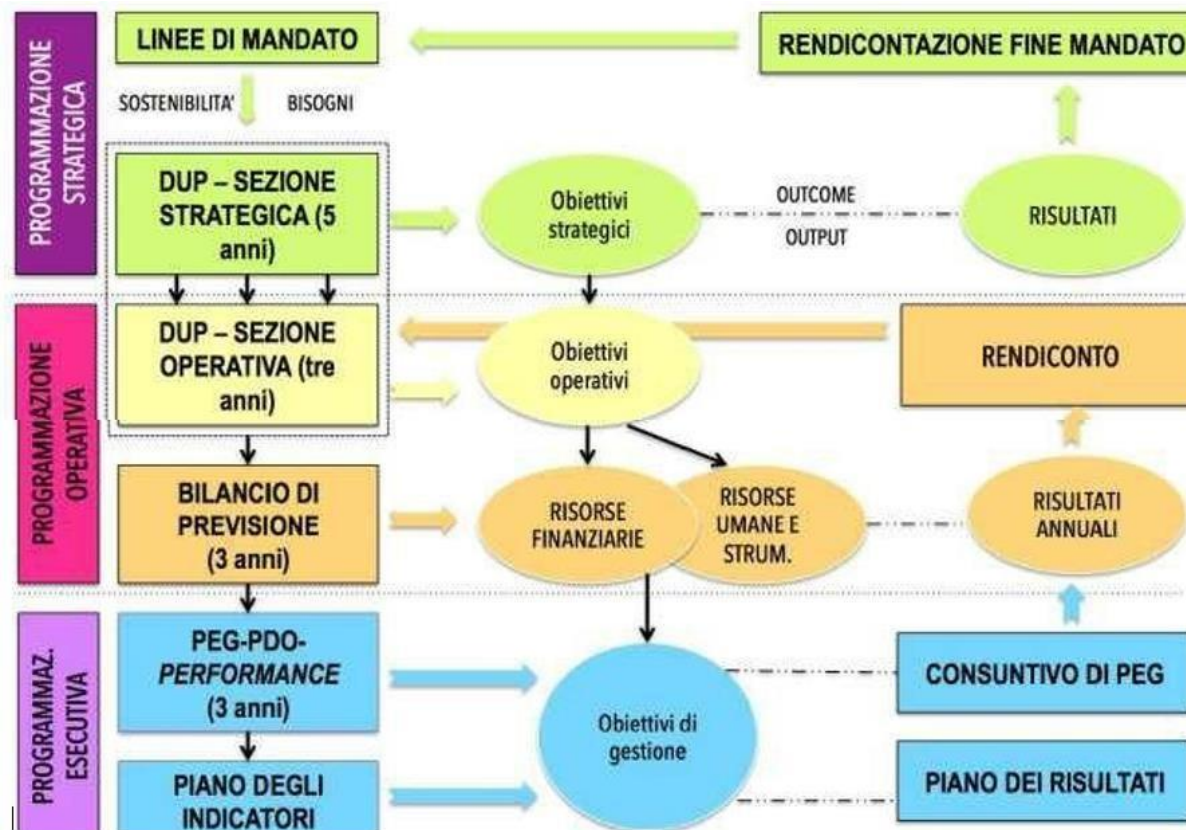 PROGRAMMAZIONE
STRATEGICA
LINEE DI MANDATO
RENDICONTAZIONE FINE MANDATO
SOSTENIBILITA'
BISOGNI
DUP – SEZIONE
STRATEGICA (5
anni)
Obiettivi
strategici
OUTCOME
OUTPUT
RISULTATI
PROGRAMMAZIONE
OPERATIVA
DUP – SEZIONE
OPERATIVA (tre
anni)
Obiettivi
operativi
RENDICONTO
BILANCIO DI
PREVISIONE
(3 anni)
RISORSE
FINANZIARIE
RISORSE
UMANE E
STRUM.
RISULTATI
ANNUALI
PROGRAMMAZ.
ESECUTIVA
PEG-PDO-
PERFORMANCE
(3 anni)
Obiettivi di
gestione
CONSUNTIVO DI PEG
PIANO DEGLI
INDICATORI
PIANO DEI RISULTATI